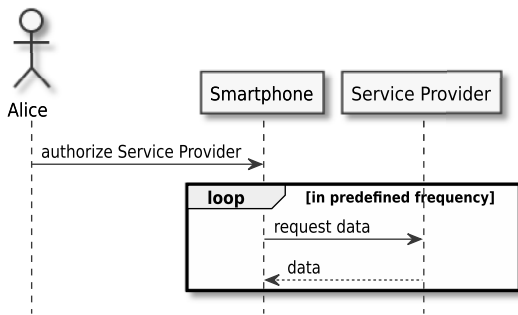 Alice
Smartphone
Service Provider
authorize Service Provider
loop
[in predefined frequency]
request data
data